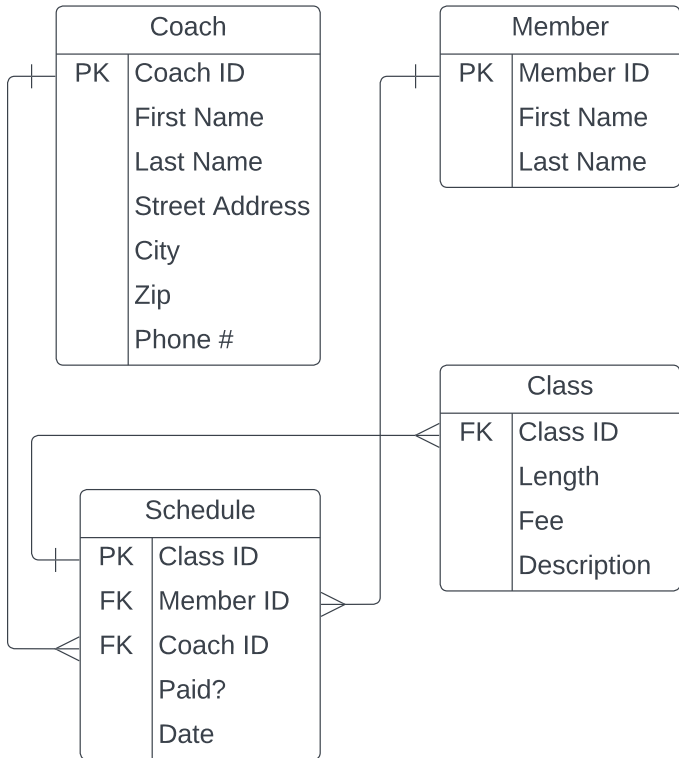 Coach
PK Coach ID
First Name
Last Name
Street Address
City
Zip
Phone #
Member
PK Member ID
First Name
Last Name
Class
FK Class ID
Length
Fee
Description
Schedule
PK Class ID
FK Member ID
FK Coach ID
Paid?
Date